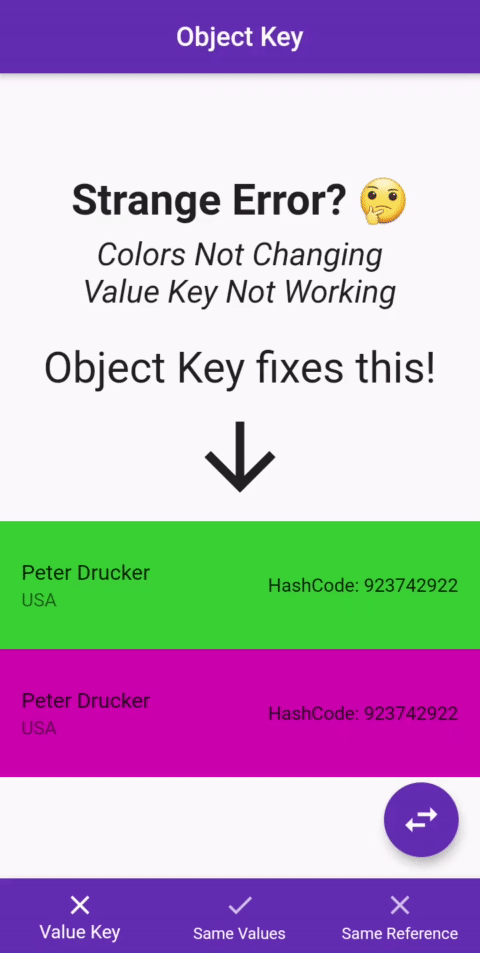 Object Key
Strange Error? 🤔
Colors Not Changing
Value Key Not Working
Object Key fixes this!
Peter Drucker
USA
HashCode: 923742922
Peter Drucker
USA
HashCode: 923742922
Value Key
Same Values
Same Reference